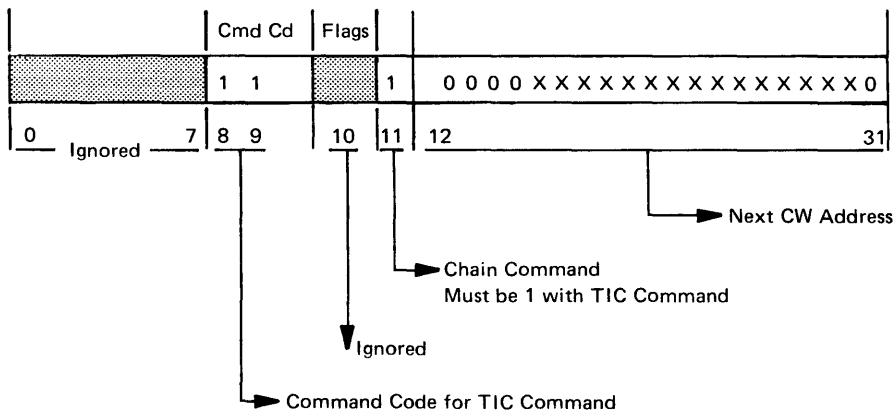 Cmd Cd Flags
1 1 1 0 0 0 0 X X X X X X X X X X X X X X X 0
0 7 8 9 10 11 12 31
Ignored
Next CW Address
Chain Command
Must be 1 with TIC Command
Ignored
Command Code for TIC Command